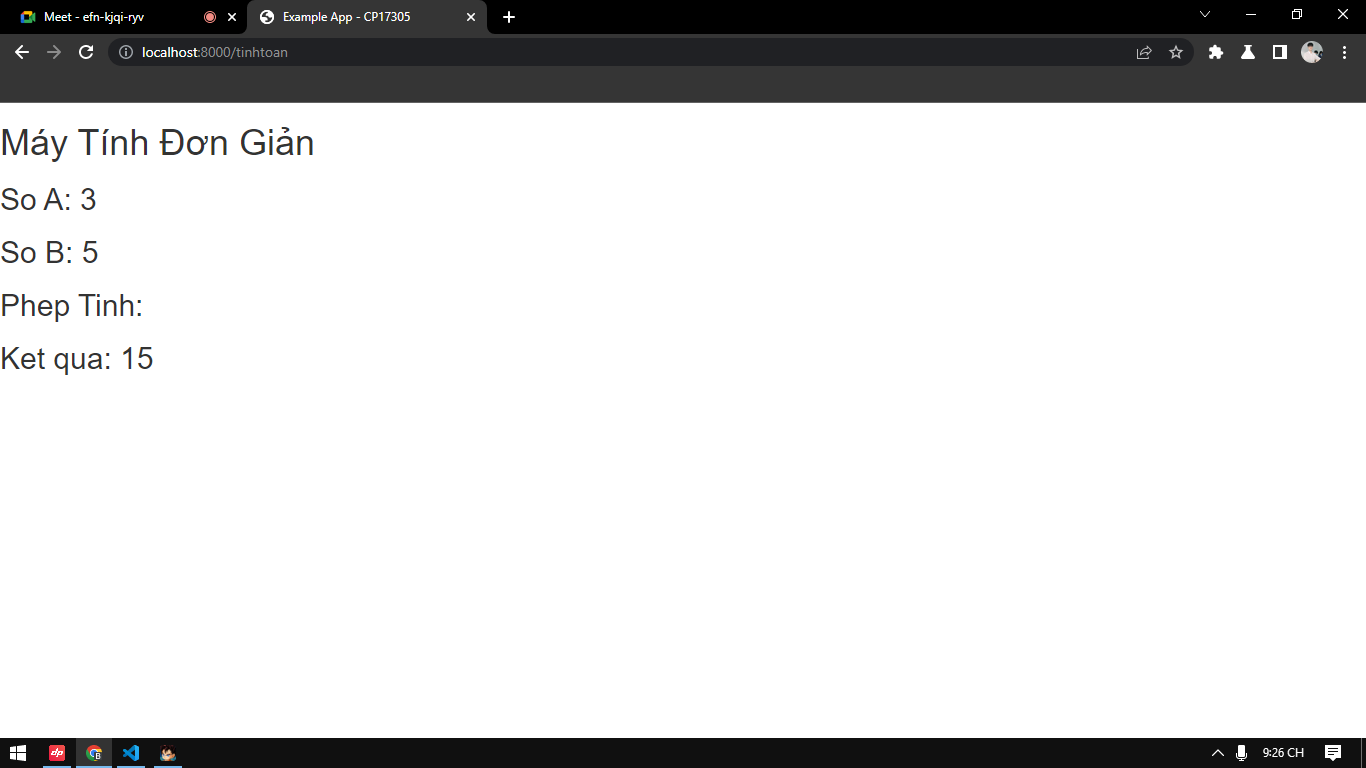 Meet - efn-kjqi-ryv
Example App - CP17305
localhost:8000/tinhtoan
Máy Tính Đơn Giản
So A: 3
So B: 5
Phep Tinh:
Ket qua: 15
dp
B
9:26 CH